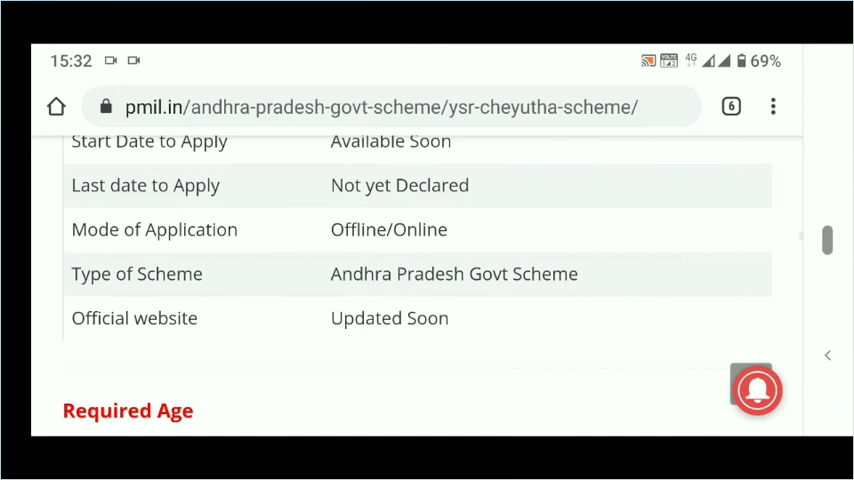 15:32 4G 69%
pmil.in/andhra-pradesh-govt-scheme/ysr-cheyutha-scheme/ 6
Start Date to Apply Available Soon
Last date to Apply Not yet Declared
Mode of Application Offline/Online
Type of Scheme Andhra Pradesh Govt Scheme
Official website Updated Soon
Required Age